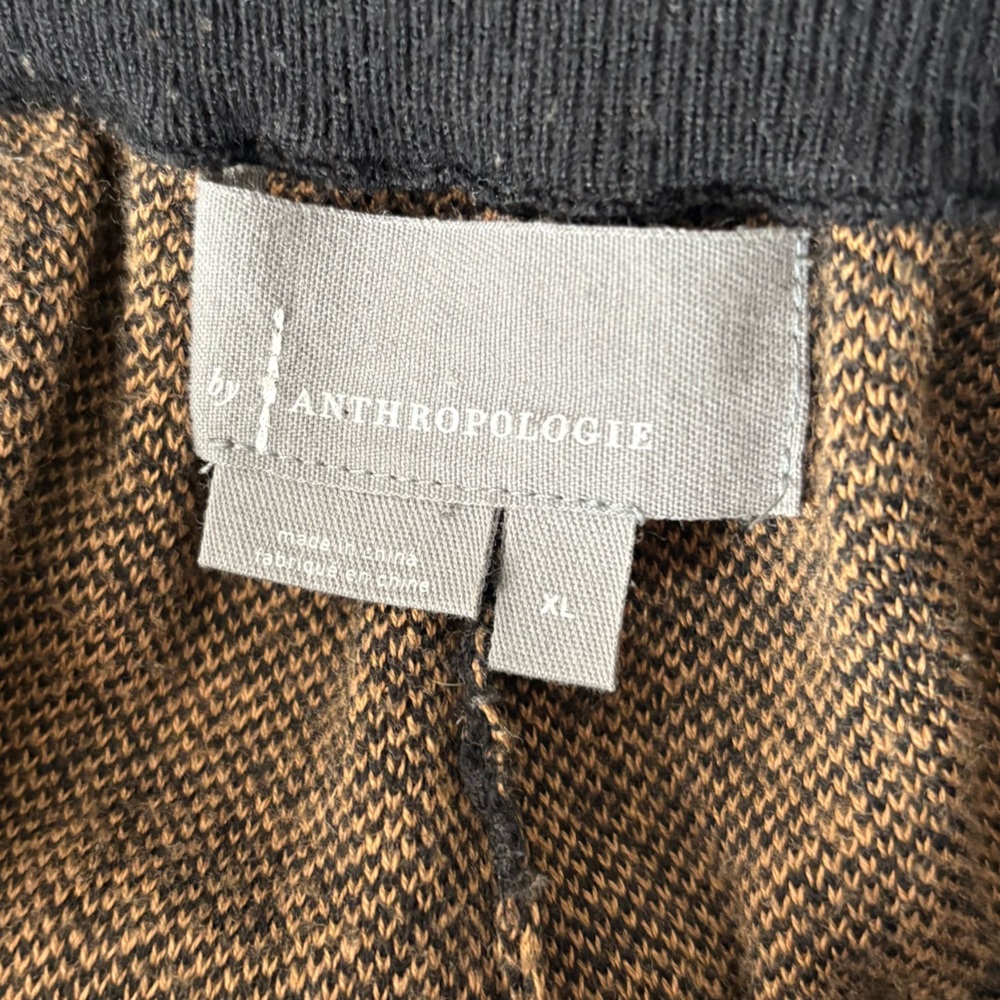 by ANTHROPOLOGIE
made in china
fabriqué en chine
XL